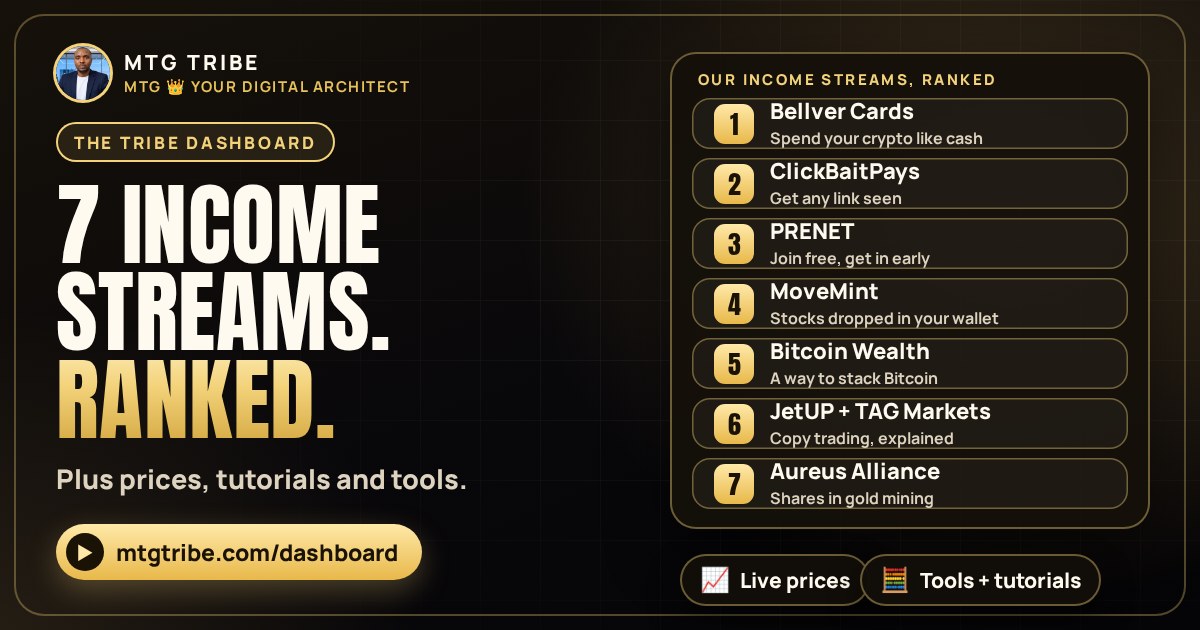 MTG TRIBE
MTG 👑 YOUR DIGITAL ARCHITECT
THE TRIBE DASHBOARD
7 INCOME
STREAMS.
RANKED.
Plus prices, tutorials and tools.
mtgtribe.com/dashboard
OUR INCOME STREAMS, RANKED
1
Bellver Cards
Spend your crypto like cash
2
ClickBaitPays
Get any link seen
3
PRENET
Join free, get in early
4
MoveMint
Stocks dropped in your wallet
5
Bitcoin Wealth
A way to stack Bitcoin
6
JetUP + TAG Markets
Copy trading, explained
7
Aureus Alliance
Shares in gold mining
📈 Live prices
🧮 Tools + tutorials